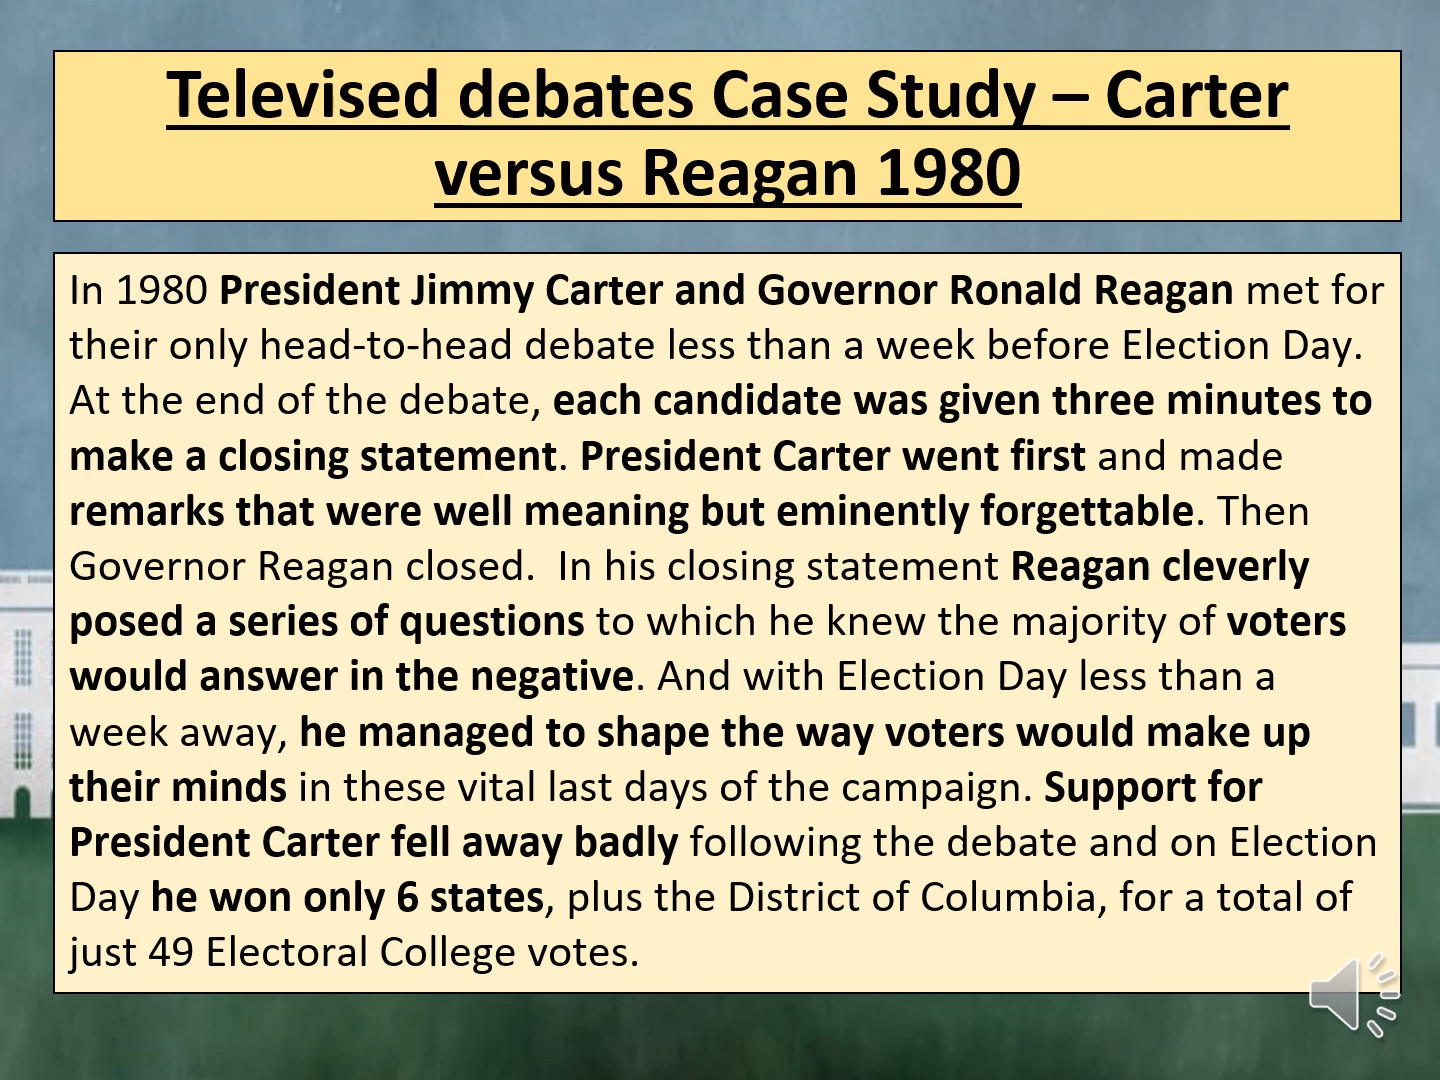 Televised debates Case Study – Carter
versus Reagan 1980
In 1980 President Jimmy Carter and Governor Ronald Reagan met for
their only head-to-head debate less than a week before Election Day.
At the end of the debate, each candidate was given three minutes to
make a closing statement. President Carter went first and made
remarks that were well meaning but eminently forgettable. Then
Governor Reagan closed.  In his closing statement Reagan cleverly
posed a series of questions to which he knew the majority of voters
would answer in the negative. And with Election Day less than a
week away, he managed to shape the way voters would make up
their minds in these vital last days of the campaign. Support for
President Carter fell away badly following the debate and on Election
Day he won only 6 states, plus the District of Columbia, for a total of
just 49 Electoral College votes.